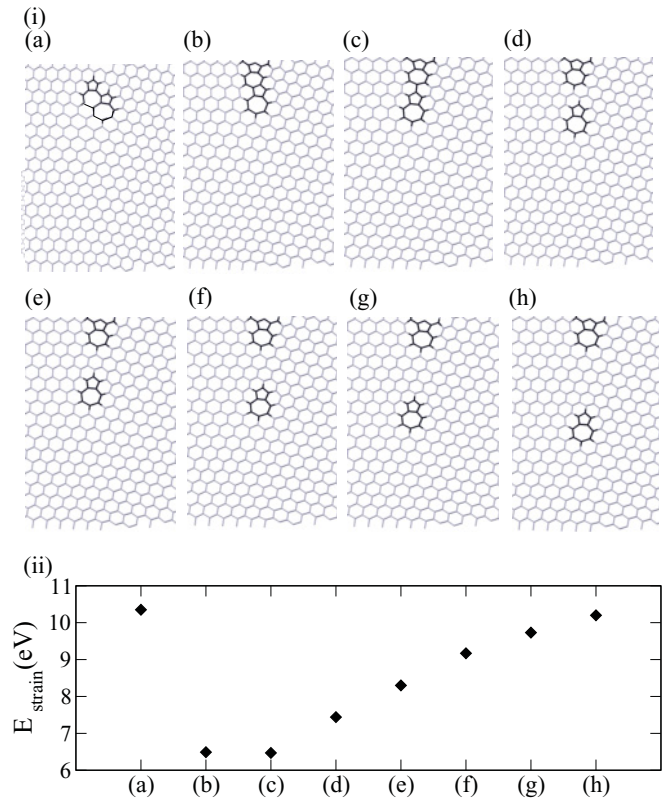 (i)
(a) (b) (c) (d)
(e) (f) (g) (h)
(ii)
11
10
9
8
7
6
E strain(eV)
(a) (b) (c) (d) (e) (f) (g) (h)